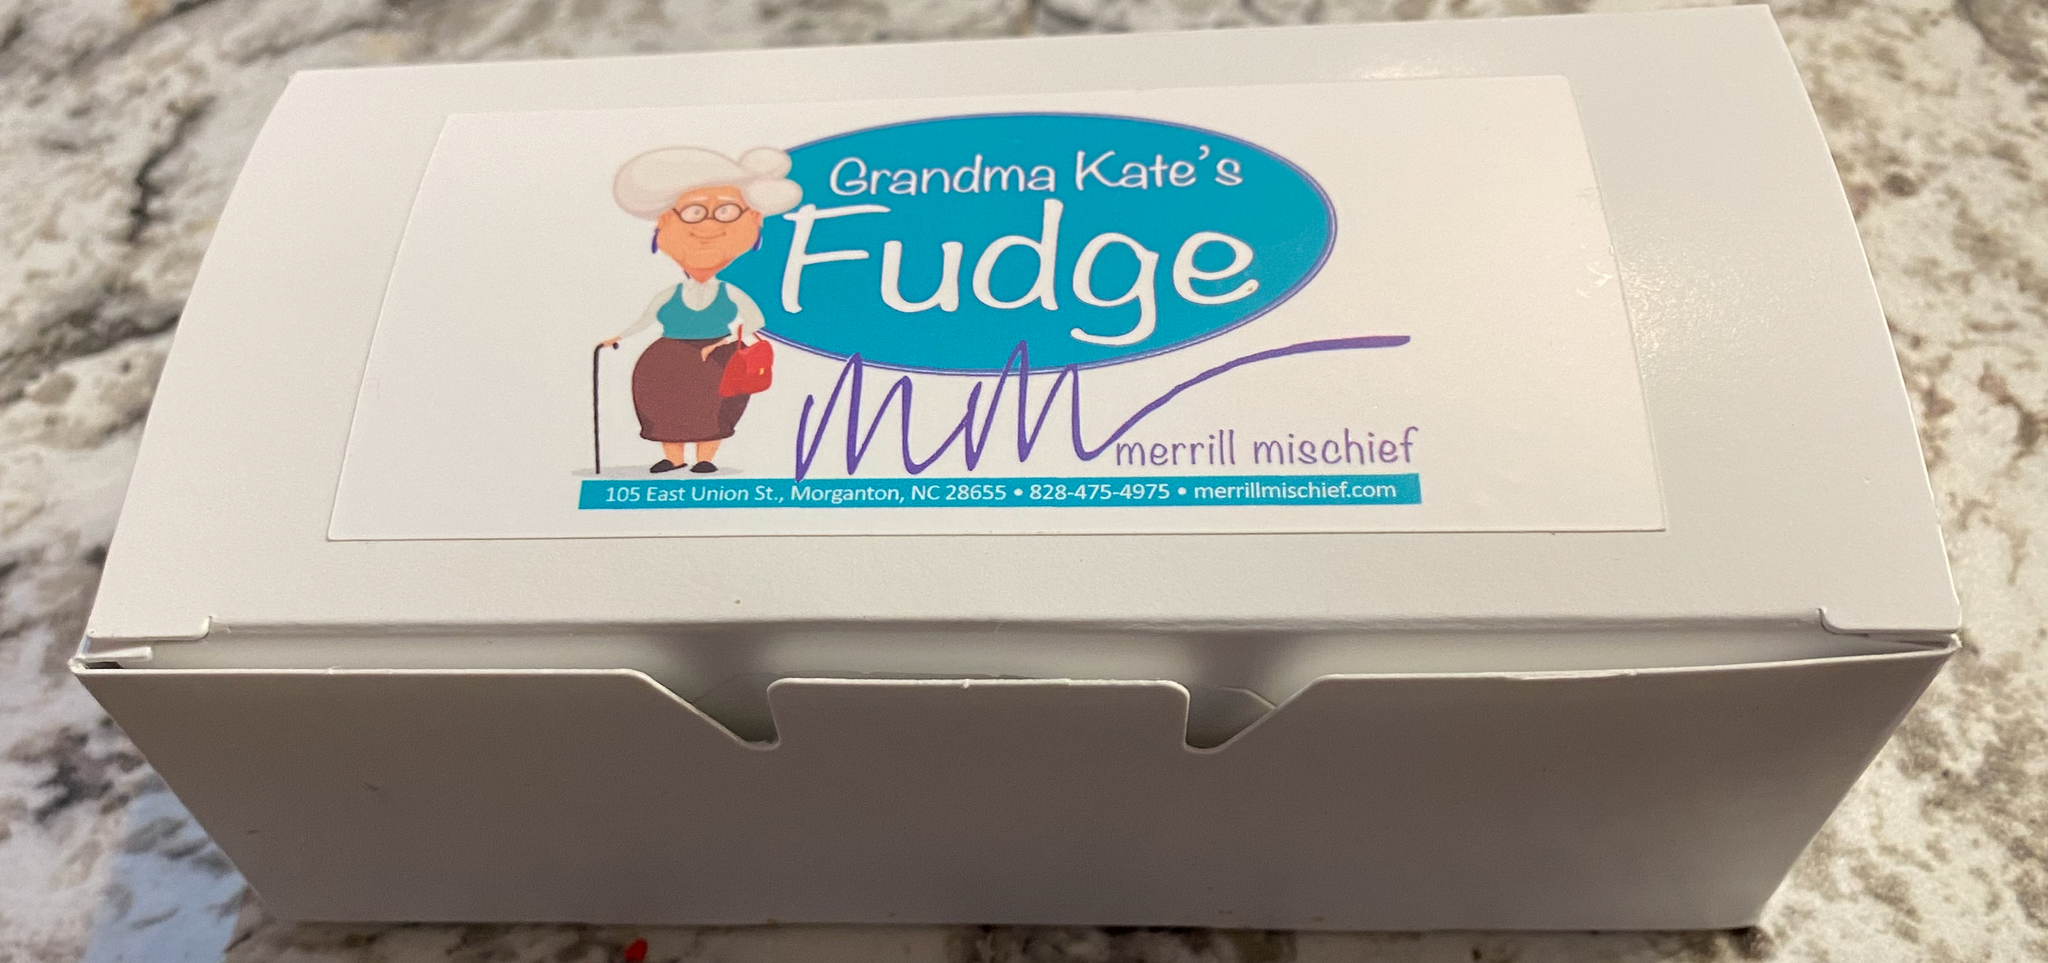 Grandma Kate's
Fudge
MM
merrill mischief
105 East Union St., Morganton, NC 28655 • 828-475-4975 • merrillmischief.com